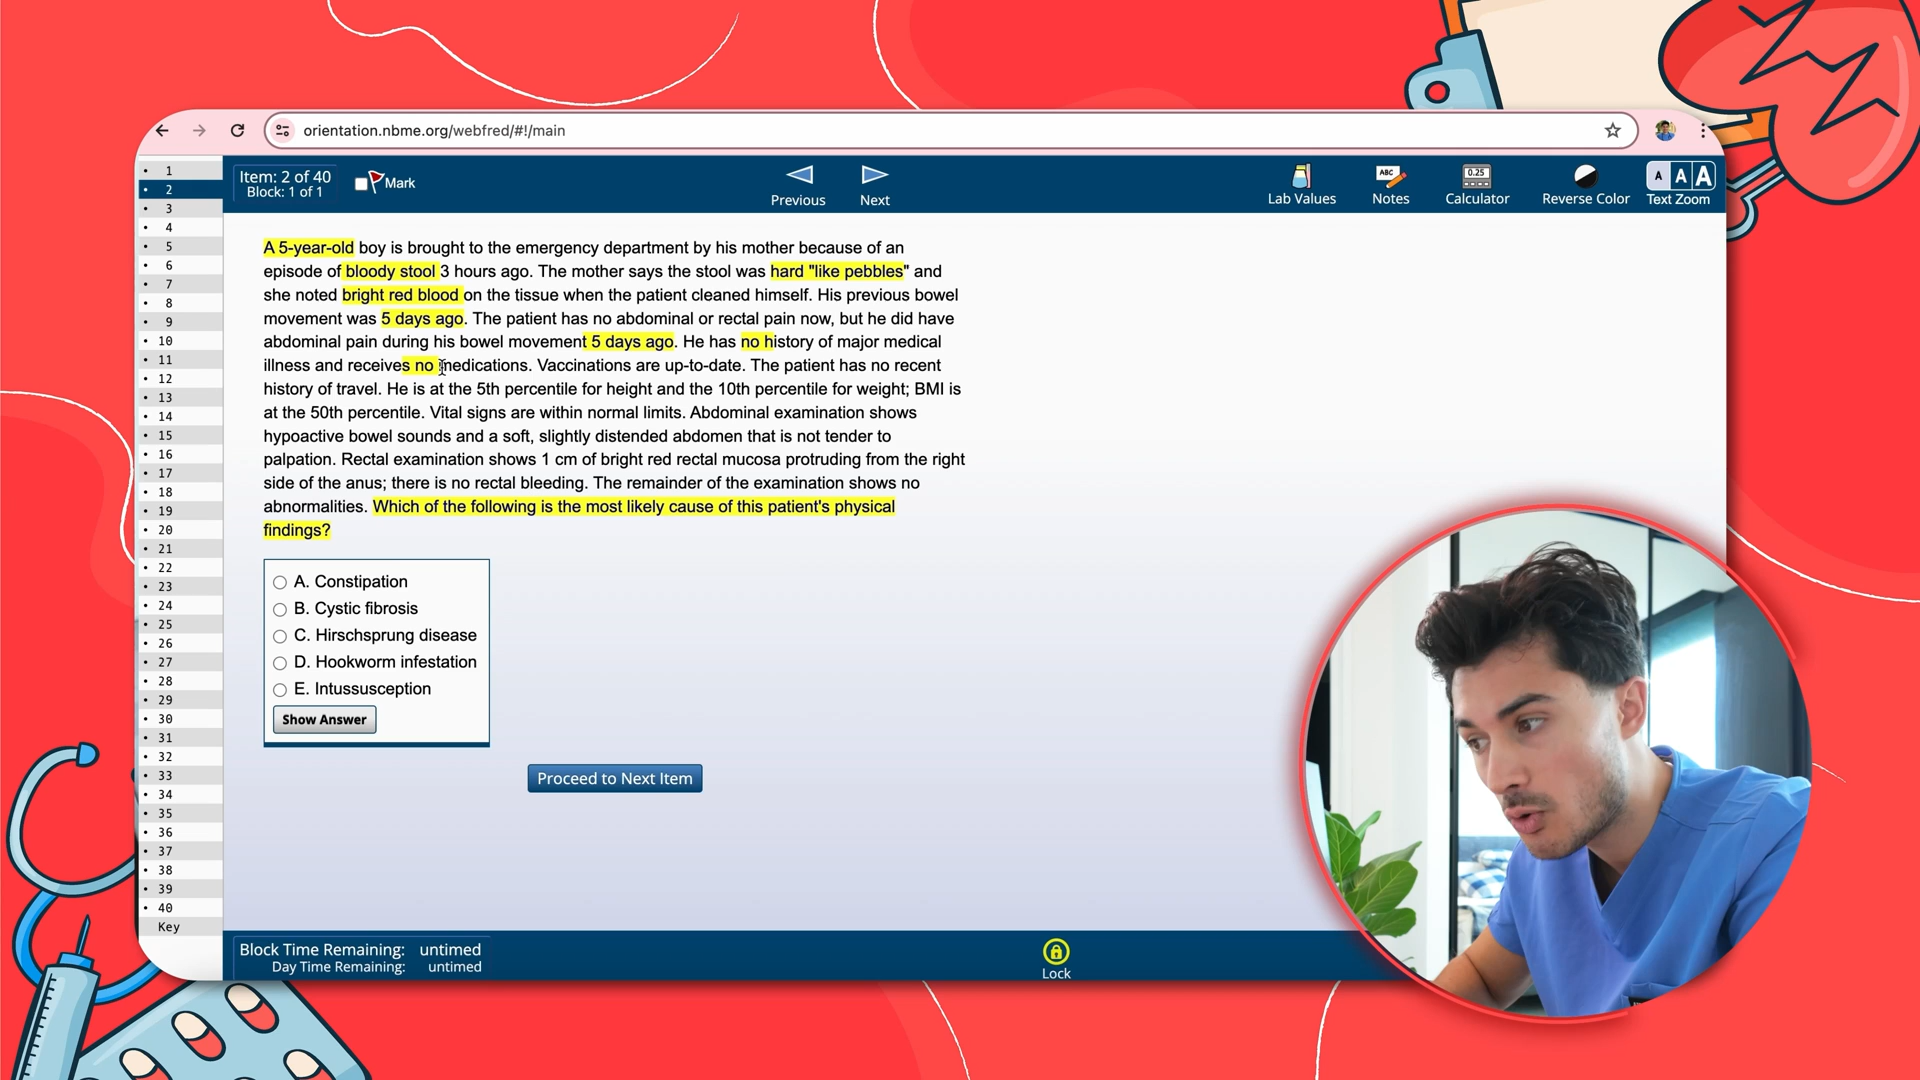 orientation.nbme.org/webfred/#!/main
Item: 2 of 40
Block: 1 of 1
Mark
Previous
Next
Lab Values
ABC
Notes
0.25
Calculator
Reverse Color
A A A
Text Zoom
1
2
3
4
5
6
7
8
9
10
11
12
13
14
15
16
17
18
19
20
21
22
23
24
25
26
27
28
29
30
31
32
33
34
35
36
37
38
39
40
Key
A 5-year-old boy is brought to the emergency department by his mother because of an
episode of bloody stool 3 hours ago. The mother says the stool was hard "like pebbles" and
she noted bright red blood on the tissue when the patient cleaned himself. His previous bowel
movement was 5 days ago. The patient has no abdominal or rectal pain now, but he did have
abdominal pain during his bowel movement 5 days ago. He has no history of major medical
illness and receives no medications. Vaccinations are up-to-date. The patient has no recent
history of travel. He is at the 5th percentile for height and the 10th percentile for weight; BMI is
at the 50th percentile. Vital signs are within normal limits. Abdominal examination shows
hypoactive bowel sounds and a soft, slightly distended abdomen that is not tender to
palpation. Rectal examination shows 1 cm of bright red rectal mucosa protruding from the right
side of the anus; there is no rectal bleeding. The remainder of the examination shows no
abnormalities. Which of the following is the most likely cause of this patient's physical
findings?
A. Constipation
B. Cystic fibrosis
C. Hirschsprung disease
D. Hookworm infestation
E. Intussusception
Show Answer
Proceed to Next Item
Block Time Remaining: untimed
Day Time Remaining: untimed
Lock